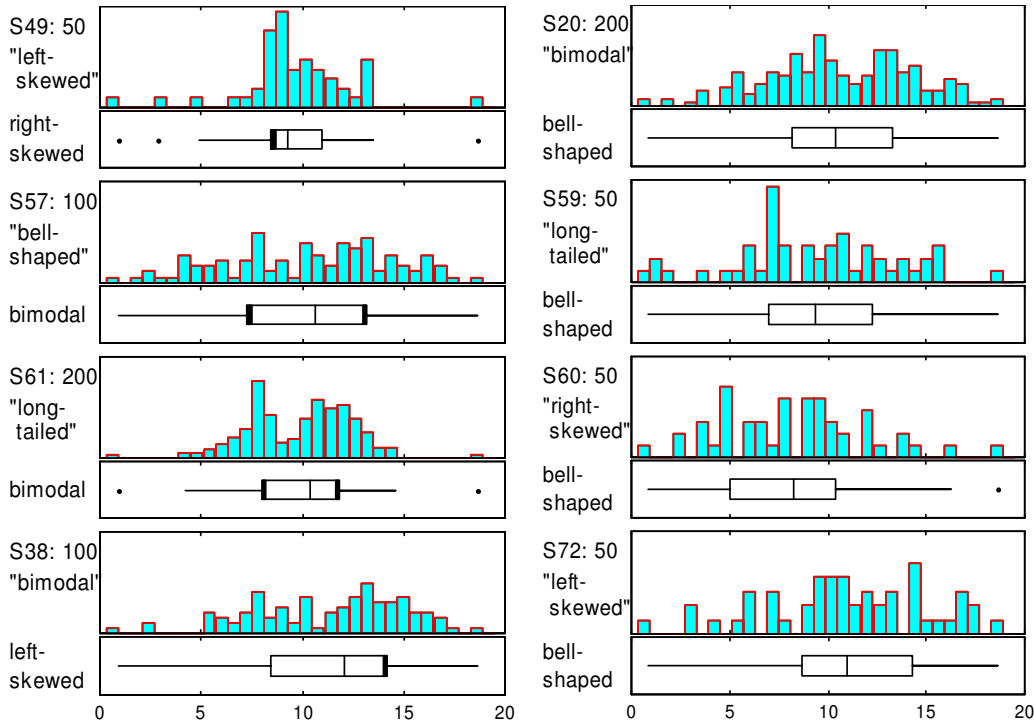 S49: 50
"left-
skewed"
right-
skewed
S57: 100
"bell-
shaped"
bimodal
S61: 200
"long-
tailed"
bimodal
S38: 100
"bimodal"
left-
skewed
0 5 10 15 20
S20: 200
"bimodal"
bell-
shaped
S59: 50
"long-
tailed"
bell-
shaped
S60: 50
"right-
skewed"
bell-
shaped
S72: 50
"left-
skewed"
bell-
shaped
0 5 10 15 20